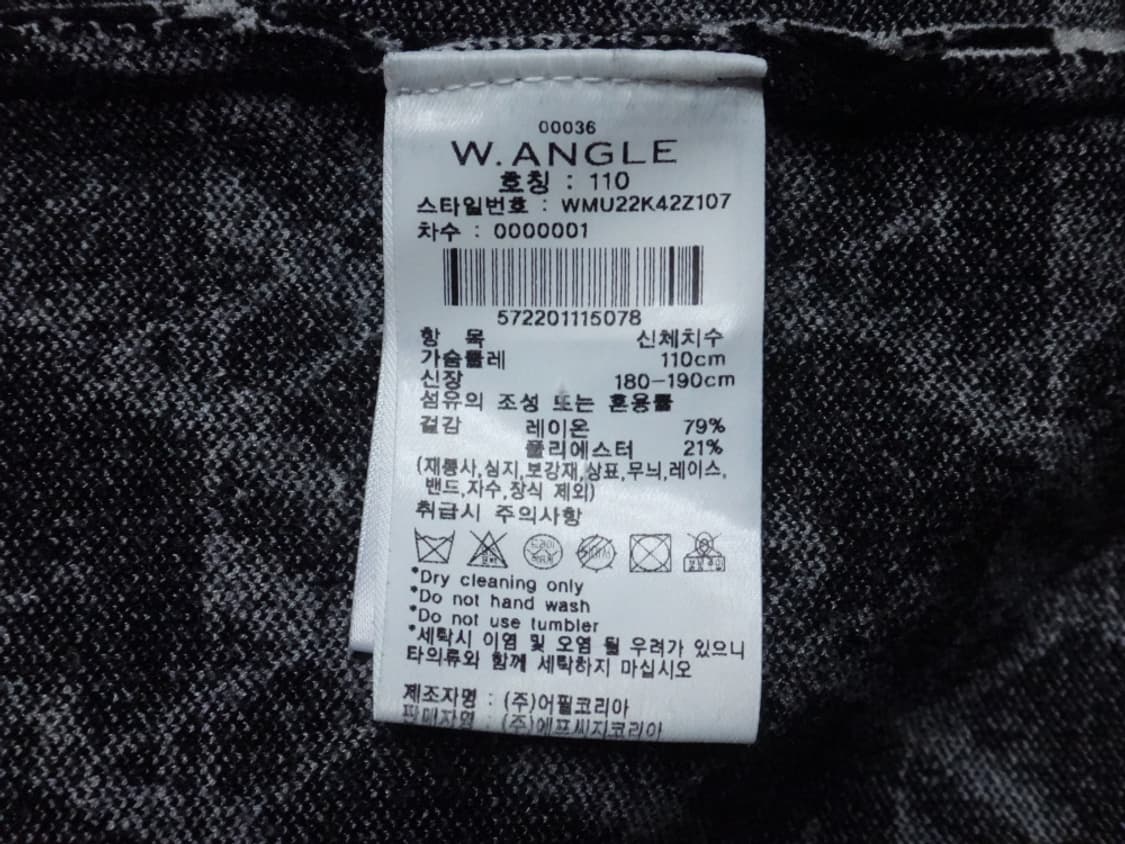 00036
W.ANGLE
호칭 : 110
스타일번호 : WMU22K42Z107
차수 : 0000001
572201115078
항 목 신체치수
가슴둘레 110cm
신장 180-190cm
섬유의 조성 또는 혼용률
겉감 레이온 79%
폴리에스터 21%
(재봉사,심지,보강재,상표,무늬,레이스,
밴드,자수,장식 제외)
취급시 주의사항
드라이
*Dry cleaning only
*Do not hand wash
*Do not use tumbler
*세탁시 이염 및 오염 될 우려가 있으니
타의류와 함께 세탁하지 마십시오
제조자명 : (주)어필코리아
판매자명 : (주)에프씨지코리아